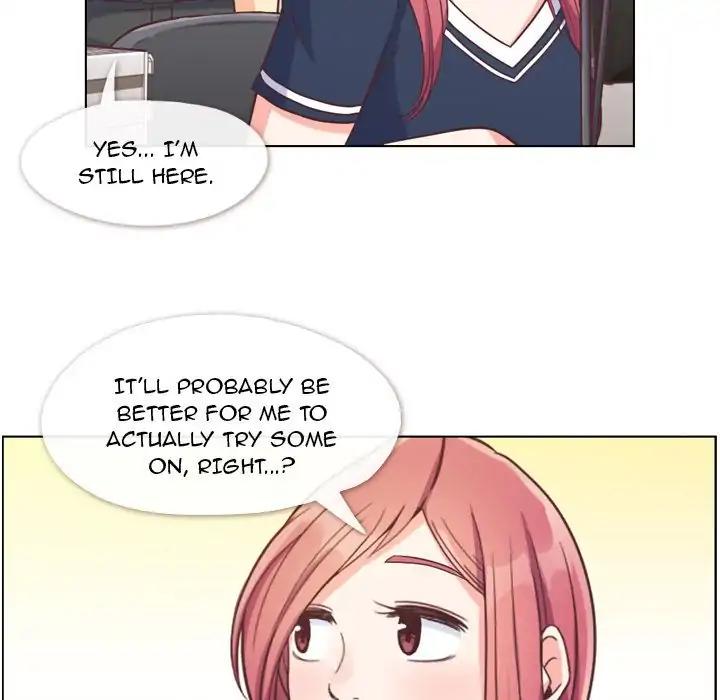 YES... I'M
STILL HERE.
IT'LL PROBABLY BE
BETTER FOR ME TO
ACTUALLY TRY SOME
ON, RIGHT...?